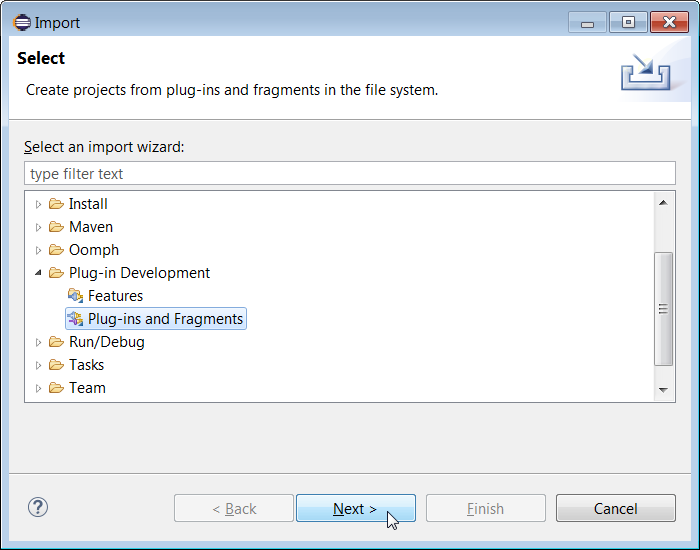 Import
Select
Create projects from plug-ins and fragments in the file system.
Select an import wizard:
type filter text
Install
Maven
Oomph
Plug-in Development
Features
Plug-ins and Fragments
Run/Debug
Tasks
Team
? < Back Next > Finish Cancel